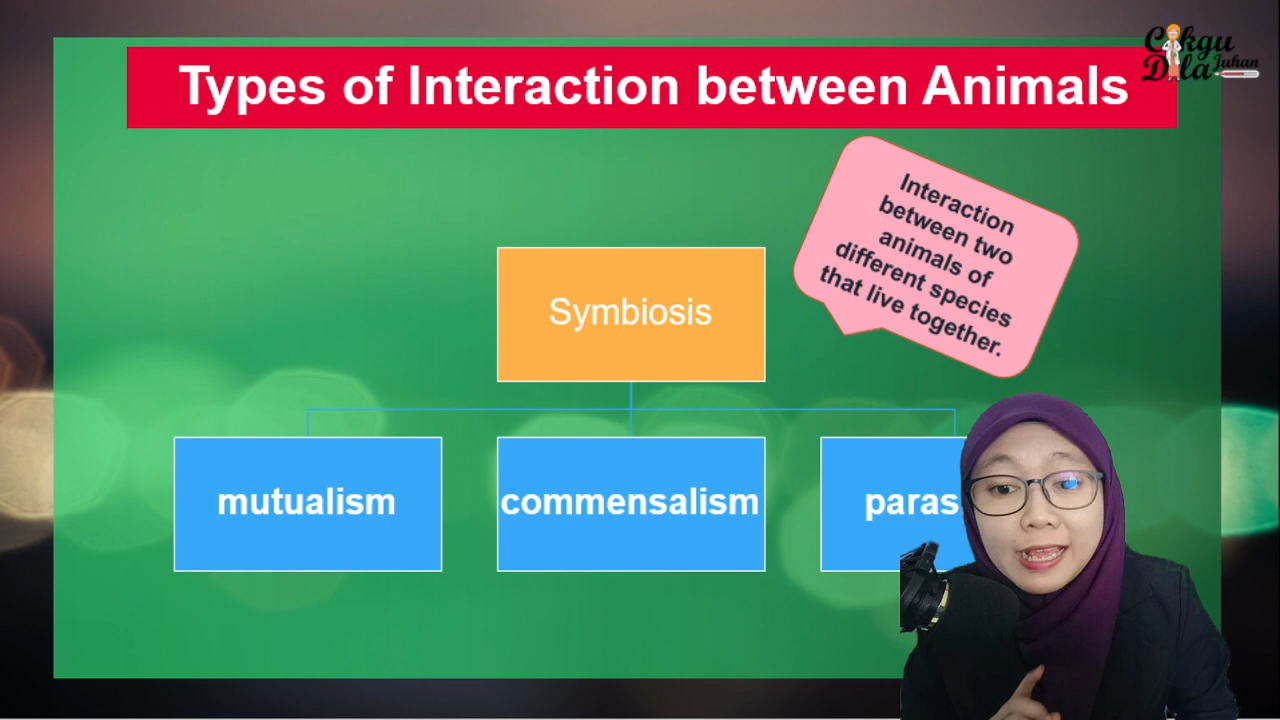 Cikgu
Dila Juhan
Types of Interaction between Animals
Interaction
between two
animals of
different species
that live together.
Symbiosis
mutualism
commensalism
paras